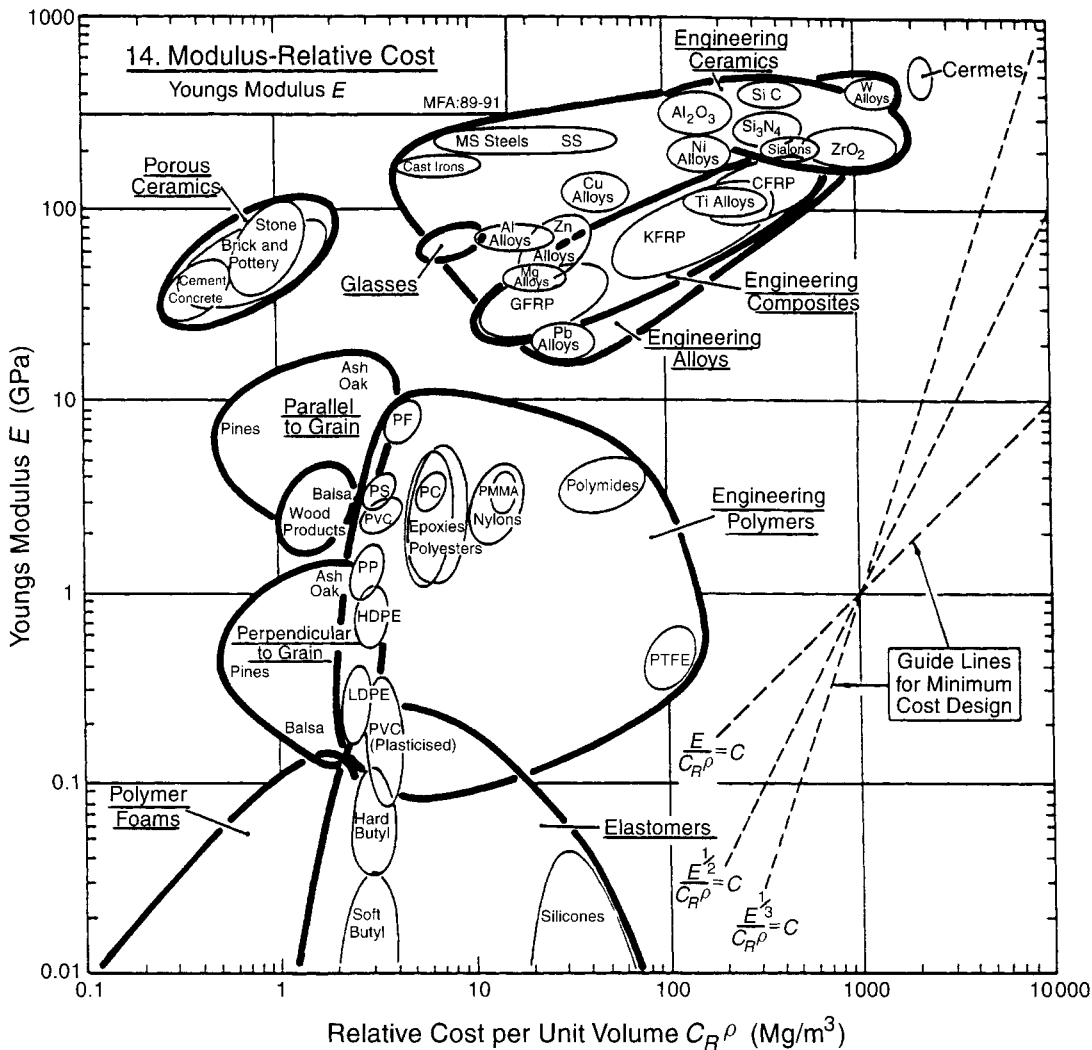 14. Modulus-Relative Cost
Youngs Modulus E
MFA:89-91
1000
100
10
1
0.1
0.01
Youngs Modulus E (GPa)
Engineering
Ceramics
Cermets
Si C
W
Alloys
Al2O3
Si3N4
MS Steels
SS
Ni
Alloys
Sialons
ZrO2
Cast Irons
Cu
Alloys
CFRP
Ti Alloys
Porous
Ceramics
Stone
Brick and
Pottery
Cement
Concrete
Al
Alloys
Zn
Alloys
KFRP
Glasses
Mg
Alloys
GFRP
Engineering
Composites
Pb
Alloys
Engineering
Alloys
Ash
Oak
Parallel
to Grain
Pines
PF
Balsa
Wood
Products
PS
PVC
PC
Epoxies
Polyesters
PMMA
Nylons
Polymides
Engineering
Polymers
Ash
Oak
PP
HDPE
Perpendicular
to Grain
Pines
PTFE
Guide Lines
for Minimum
Cost Design
LDPE
Balsa
PVC
(Plasticised)
E/CRρ = C
Polymer
Foams
Hard
Butyl
Elastomers
E^1/2/CRρ = C
Soft
Butyl
Silicones
E^1/3/CRρ = C
0.1
1
10
100
1000
10000
Relative Cost per Unit Volume CRρ (Mg/m³)